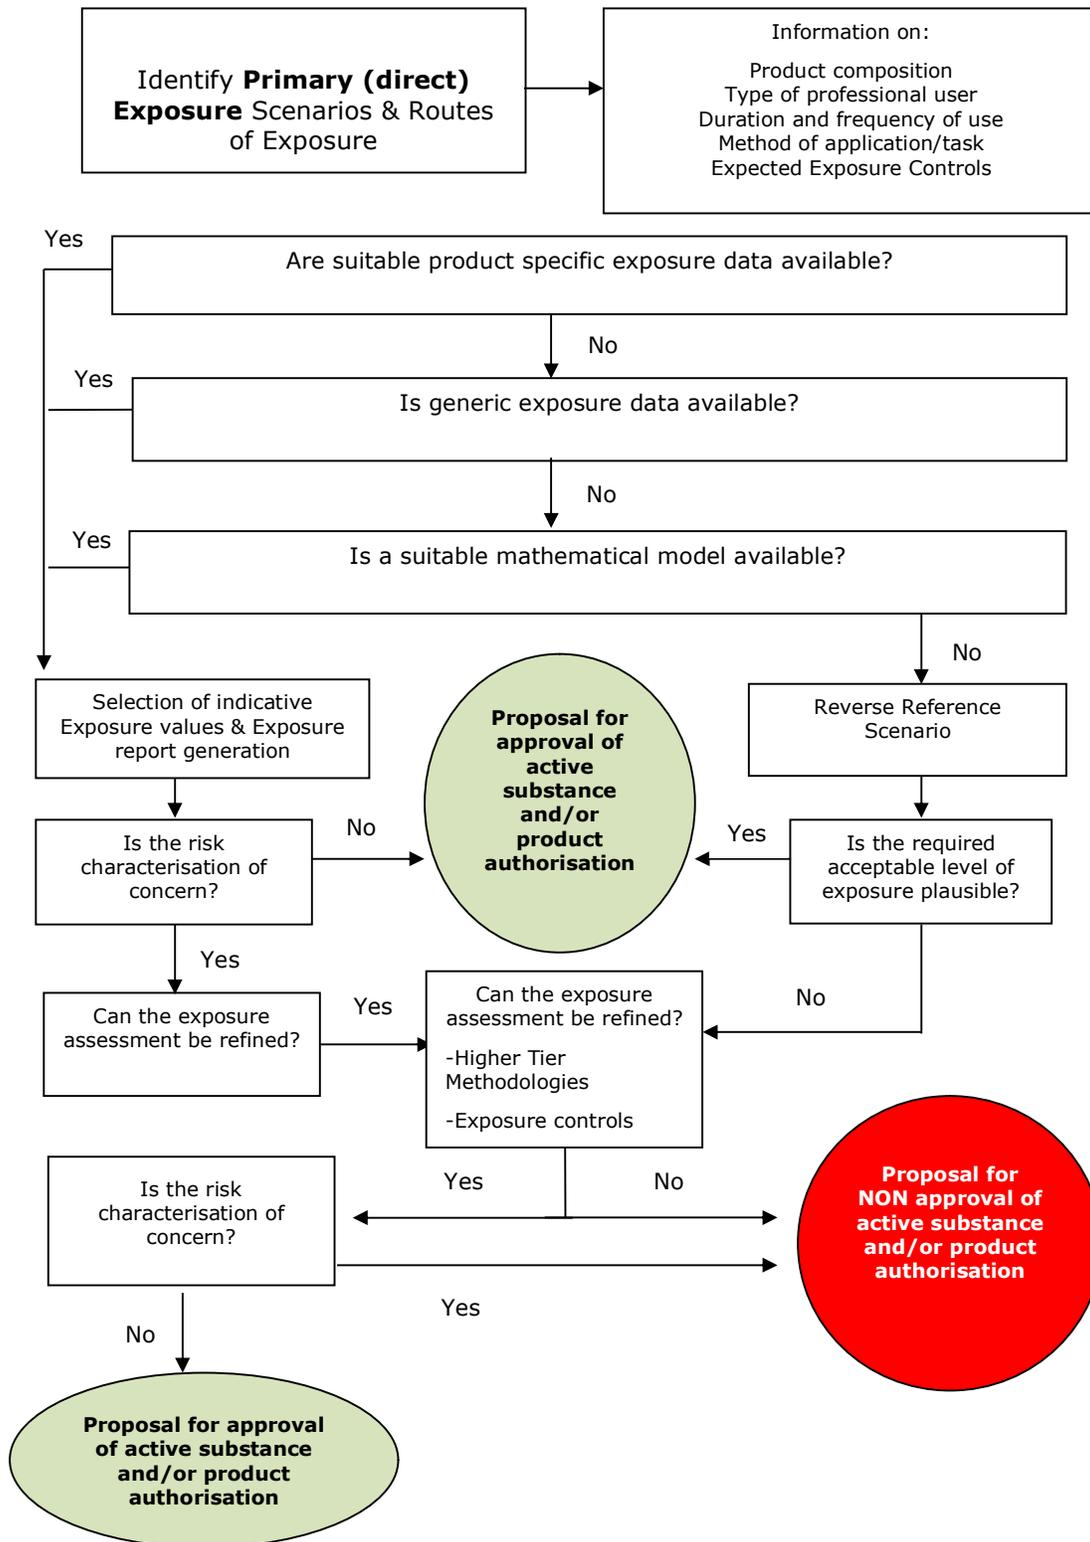 Identify Primary (direct)
Exposure Scenarios & Routes
of Exposure
Information on:
Product composition
Type of professional user
Duration and frequency of use
Method of application/task
Expected Exposure Controls
Yes
Are suitable product specific exposure data available?
No
Yes
Is generic exposure data available?
No
Yes
Is a suitable mathematical model available?
No
Selection of indicative
Exposure values & Exposure
report generation
Proposal for
approval of
active
substance
and/or
product
authorisation
Reverse Reference
Scenario
No
Yes
Is the risk
characterisation of
concern?
Is the required
acceptable level of
exposure plausible?
Yes
No
Can the exposure
assessment be refined?
Yes
Can the exposure
assessment be refined?
-Higher Tier
Methodologies
-Exposure controls
Yes
No
Is the risk
characterisation of
concern?
Proposal for
NON approval of
active substance
and/or product
authorisation
Yes
No
Proposal for approval
of active substance
and/or product
authorisation